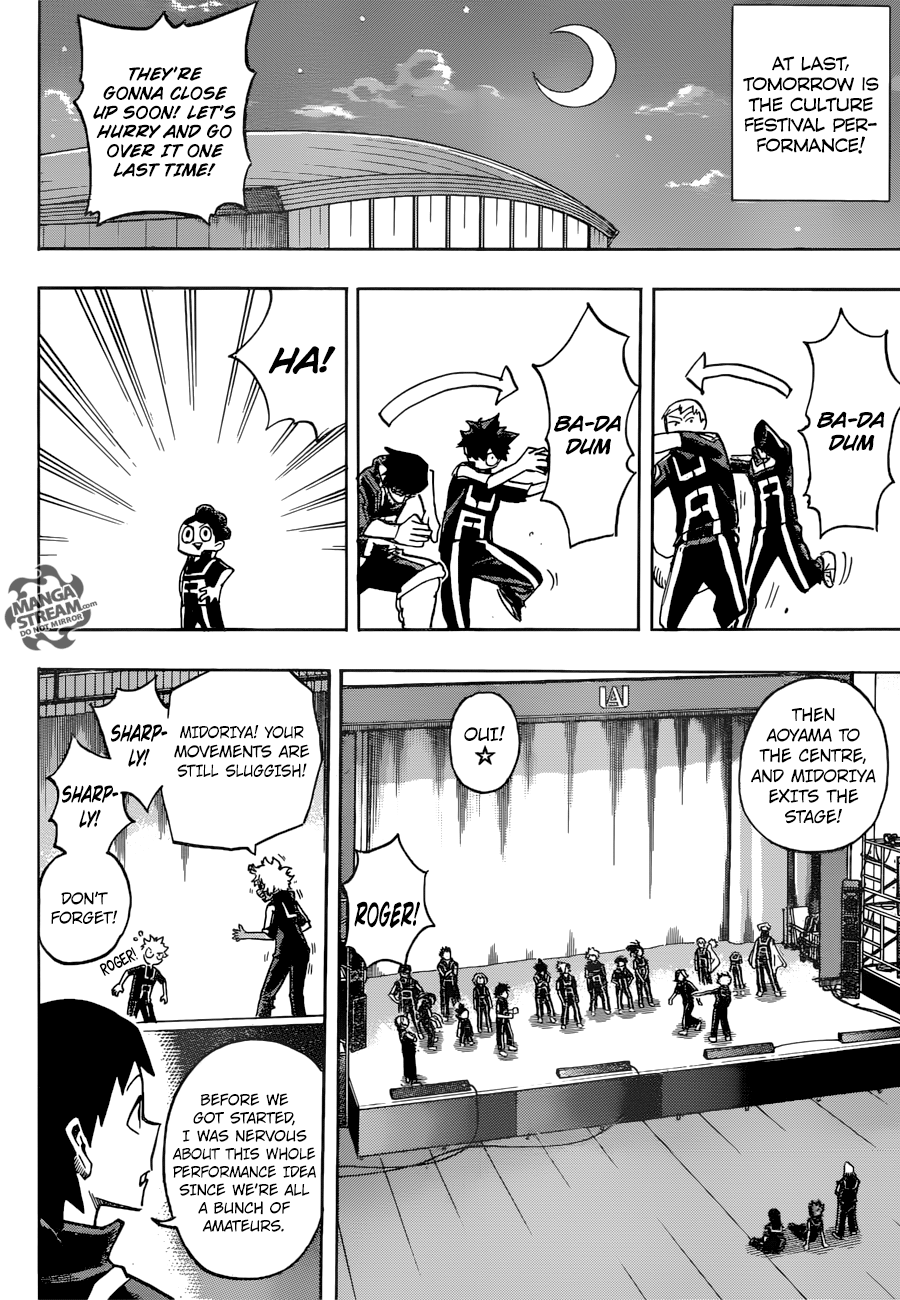 AT LAST,
TOMORROW IS
THE CULTURE
FESTIVAL PER-
FORMANCE!
THEY'RE
GONNA CLOSE
UP SOON! LET'S
HURRY AND GO
OVER IT ONE
LAST TIME!
BA-DA
DUM
BA-DA
DUM
HA!
MANGA
STREAM.com
DO NOT MIRROR
THEN
AOYAMA TO
THE CENTRE,
AND MIDORIYA
EXITS THE
STAGE!
OUI!
☆
ROGER!
MIDORIYA! YOUR
MOVEMENTS ARE
STILL SLUGGISH!
SHARP-
LY!
SHARP-
LY!
DON'T
FORGET!
ROGER!
BEFORE WE
GOT STARTED,
I WAS NERVOUS
ABOUT THIS WHOLE
PERFORMANCE IDEA
SINCE WE'RE ALL
A BUNCH OF
AMATEURS.